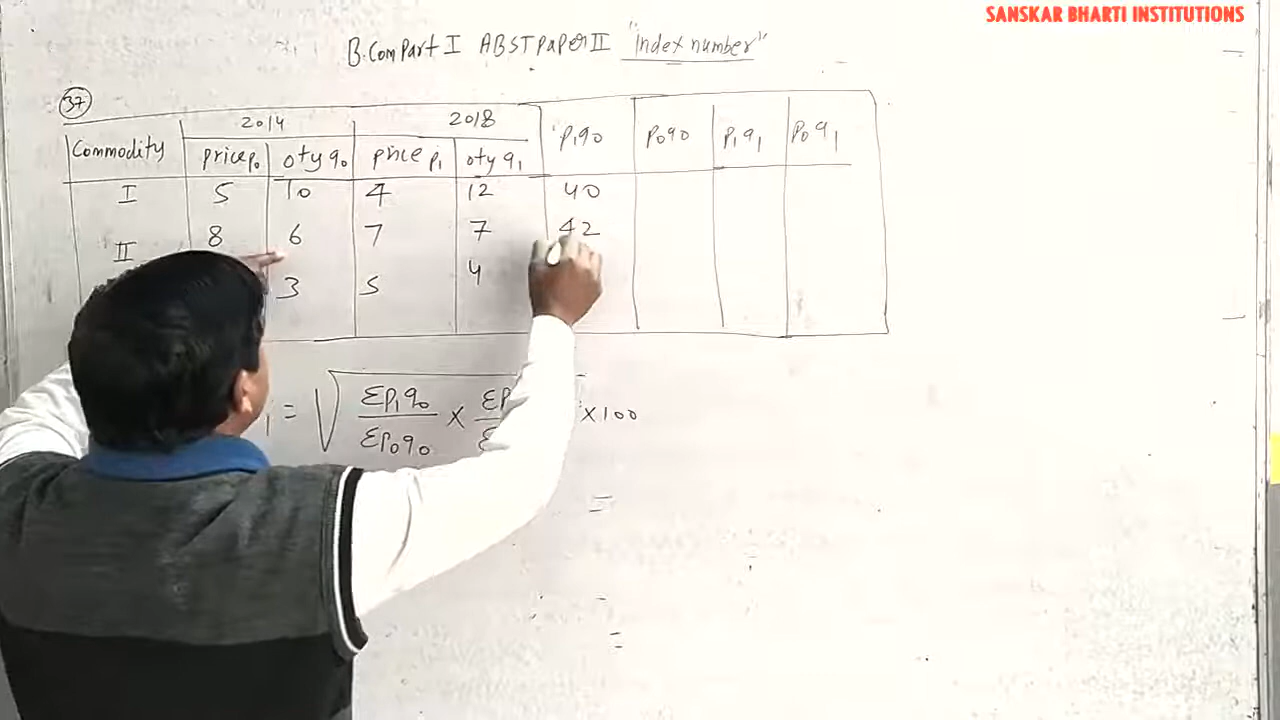 SANSKAR BHARTI INSTITUTIONS
B.Com Part I ABST Paper II "Index number"
37
2014 2018
Commodity price p₀ qty q₀ price p₁ qty q₁ p₁q₀ p₀q₀ p₁q₁ p₀q₁
I 5 10 4 12 40
II 8 6 7 7 42
3 5 4
₁ = √ Σp₁q₀ / Σp₀q₀ × Σp Σ × 100
=
=